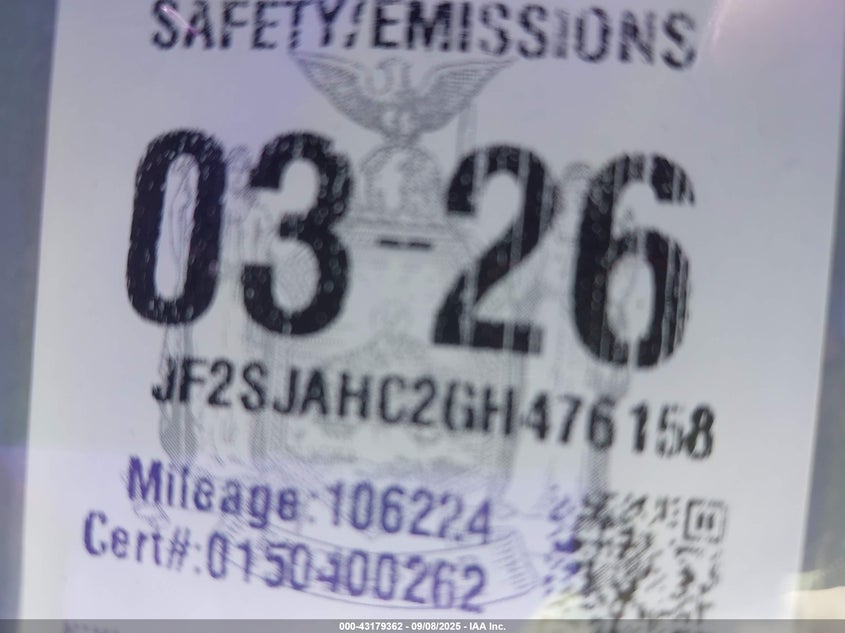 SAFETY/EMISSIONS
03-26
JF2SJAHC2GH476158
Mileage:106224
Cert#:0150400262
000-43179362 - 09/08/2025 - IAA Inc.